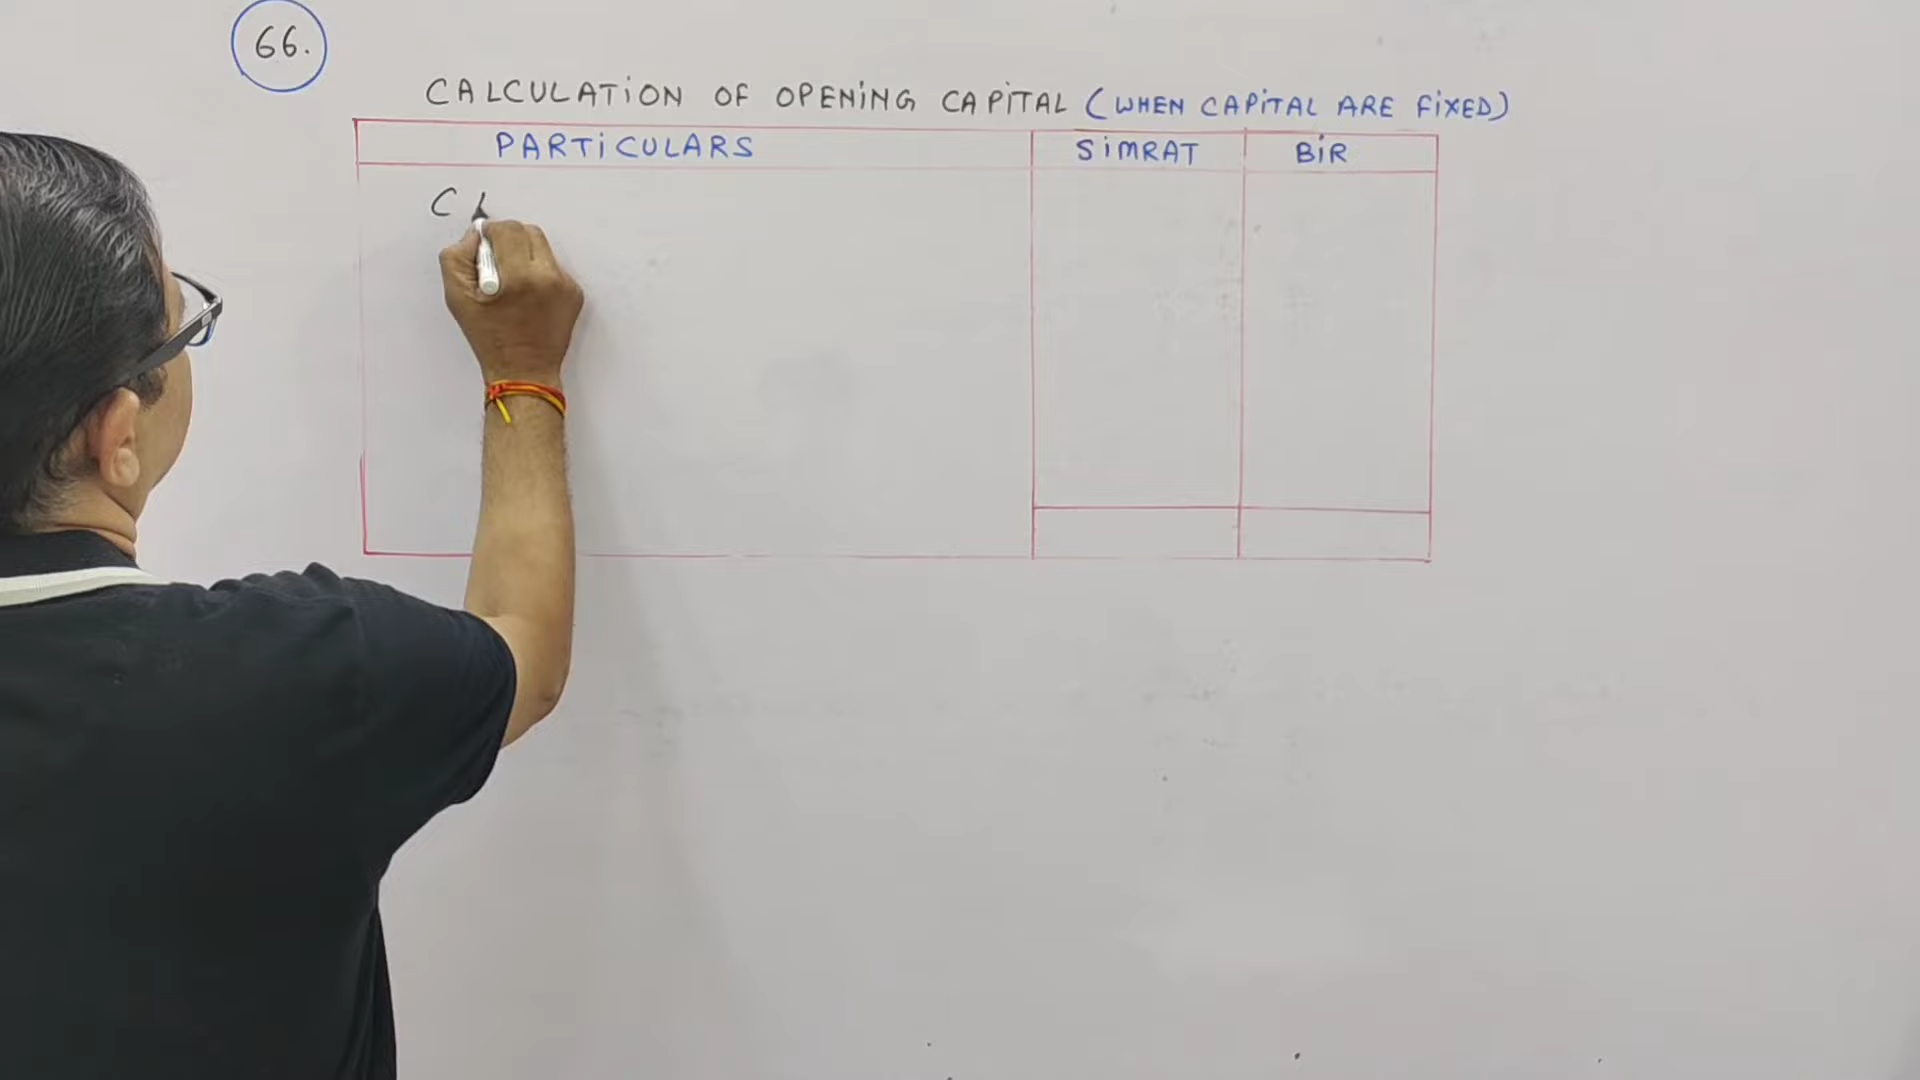 66.
CALCULATiON OF OPENiNG CAPiTAL (WHEN CAPiTAL ARE FiXED)
PARTiCULARS SiMRAT BiR
C